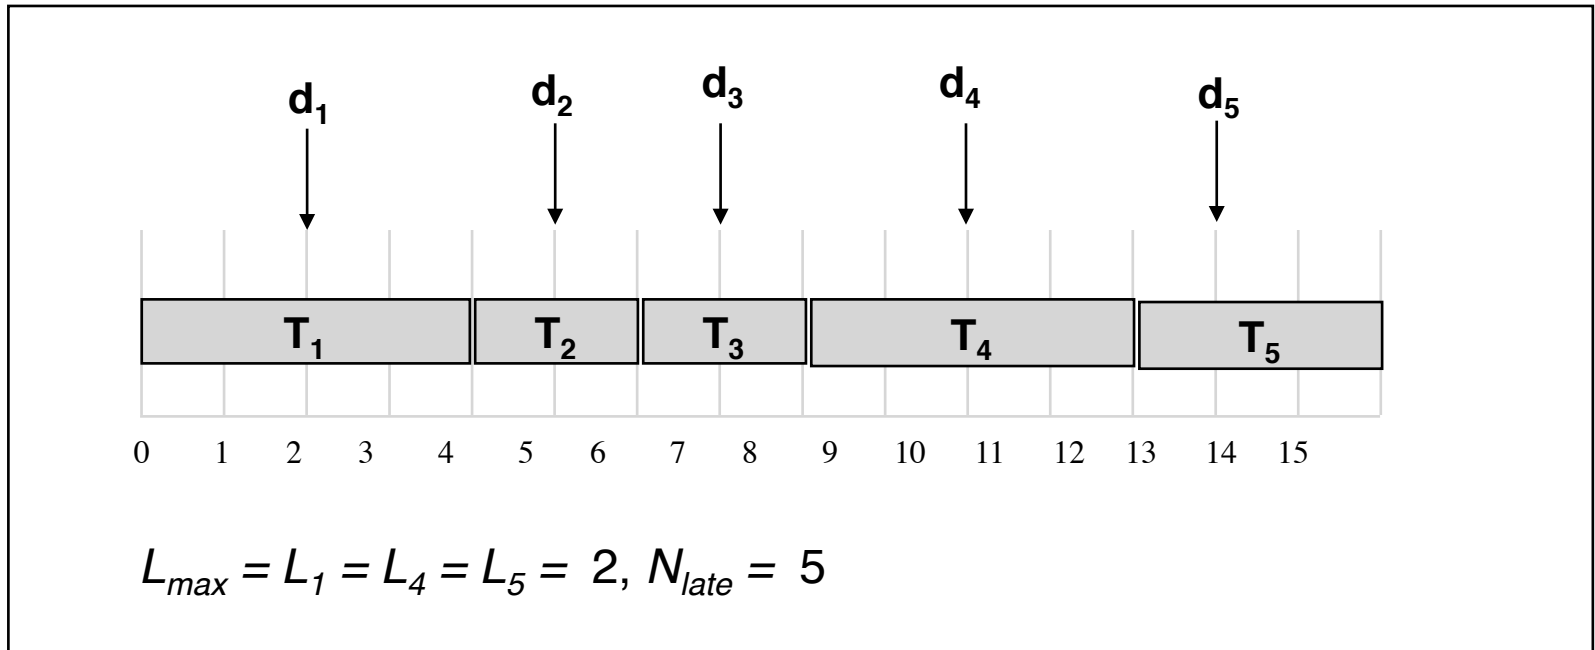 d₁ d₂ d₃ d₄ d₅
T₁ T₂ T₃ T₄ T₅
0 1 2 3 4 5 6 7 8 9 10 11 12 13 14 15
Lₘₐₓ = L₁ = L₄ = L₅ = 2, N_late = 5